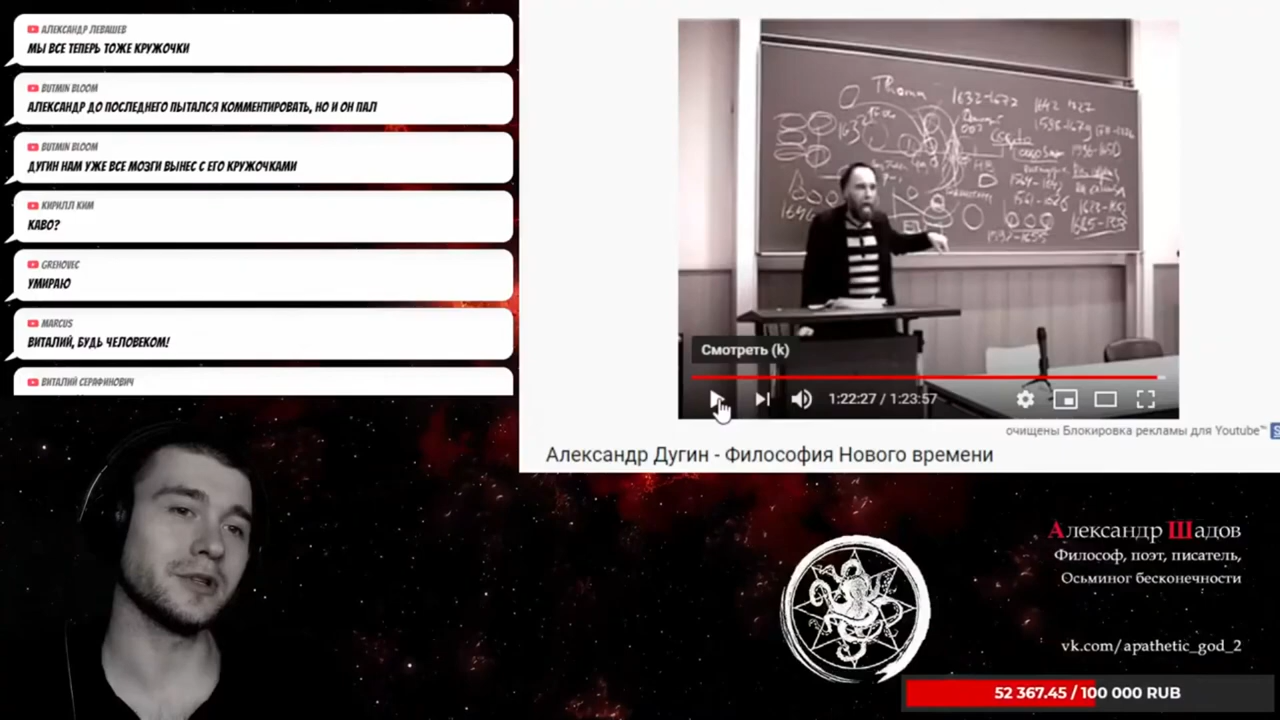 АЛЕКСАНДР ЛЕВАШЕВ
МЫ ВСЕ ТЕПЕРЬ ТОЖЕ КРУЖОЧКИ
BUTMIN BLOOM
АЛЕКСАНДР ДО ПОСЛЕДНЕГО ПЫТАЛСЯ КОММЕНТИРОВАТЬ, НО И ОН ПАЛ
BUTMIN BLOOM
ДУГИН НАМ УЖЕ ВСЕ МОЗГИ ВЫНЕС С ЕГО КРУЖОЧКАМИ
КИРИЛЛ КИМ
КАВО?
GREHOVEC
УМИРАЮ
MARCUS
ВИТАЛИЙ, БУДЬ ЧЕЛОВЕКОМ!
ВИТАЛИЙ СЕРАФИНОВИЧ
1632-1677
Смотреть (k)
1:22:27 / 1:23:57
очищены Блокировка рекламы для Youtube™
S
Александр Дугин - Философия Нового времени
Александр Шадов
Философ, поэт, писатель,
Осьминог бесконечности
vk.com/apathetic_god_2
52 367.45 / 100 000 RUB